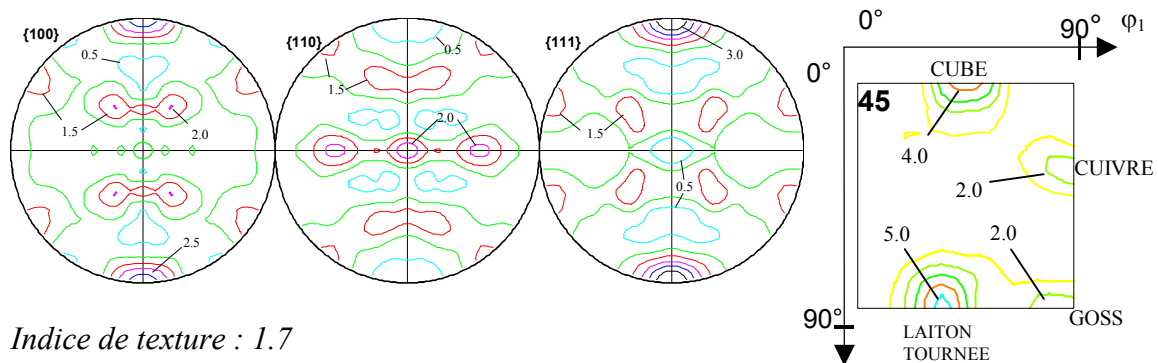 {100}
0.5
1.5
2.0
2.5
{110}
0.5
1.5
2.0
{111}
3.0
1.5
0.5
0° 90° φ₁
0°
CUBE
45
4.0
CUIVRE
2.0
5.0
2.0
90°
GOSS
LAITON
TOURNEE
Indice de texture : 1.7